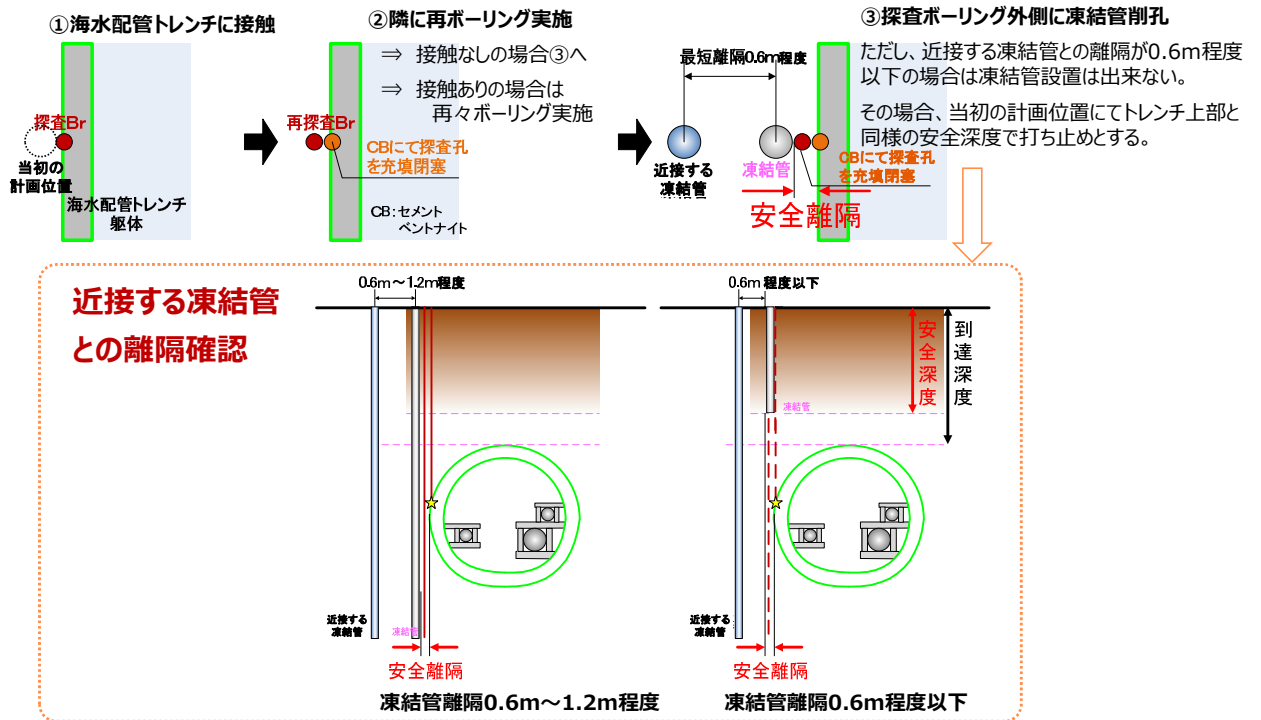 ①海水配管トレンチに接触
探査Br
当初の
計画位置
海水配管トレンチ
躯体
②隣に再ボーリング実施
⇒ 接触なしの場合③へ
⇒ 接触ありの場合は
再々ボーリング実施
再探査Br
CBにて探査孔
を充填閉塞
CB:セメント
ベントナイト
③探査ボーリング外側に凍結管削孔
最短離隔0.6m程度
ただし、近接する凍結管との離隔が0.6m程度
以下の場合は凍結管設置は出来ない。
その場合、当初の計画位置にてトレンチ上部と
同様の安全深度で打ち止めとする。
近接する
凍結管
凍結管
CBにて探査孔
を充填閉塞
安全離隔
近接する凍結管
との離隔確認
0.6m～1.2m程度
近接する
凍結管
凍結管
安全離隔
凍結管離隔0.6m～1.2m程度
0.6m 程度以下
安全深度
到達深度
凍結管
近接する
凍結管
安全離隔
凍結管離隔0.6m程度以下